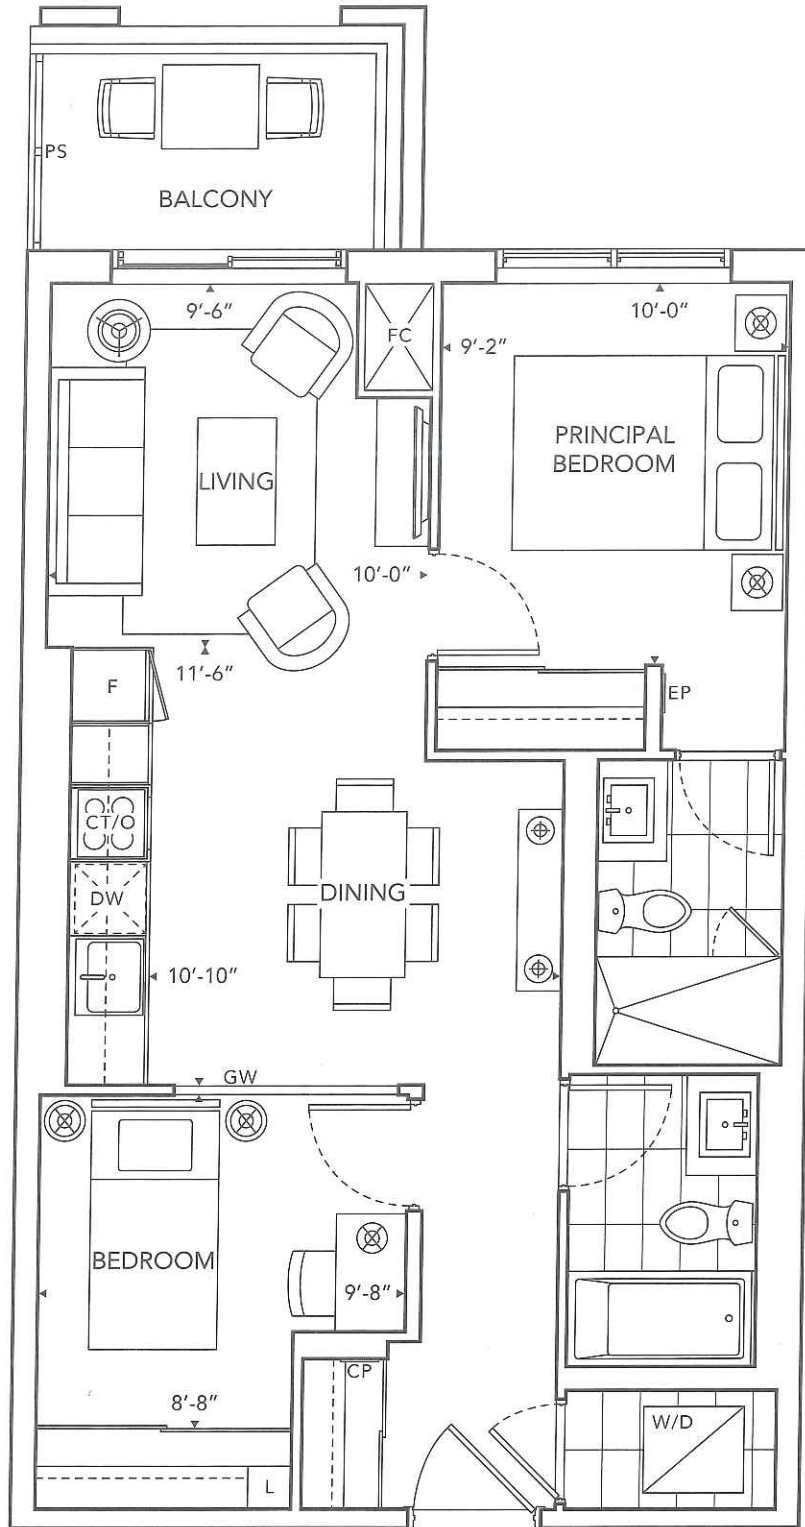 PS
BALCONY
9'-6"
FC
10'-0"
9'-2"
PRINCIPAL
BEDROOM
LIVING
10'-0"
11'-6"
F
EP
CT/O
DW
DINING
10'-10"
GW
BEDROOM
9'-8"
8'-8"
CP
W/D
L